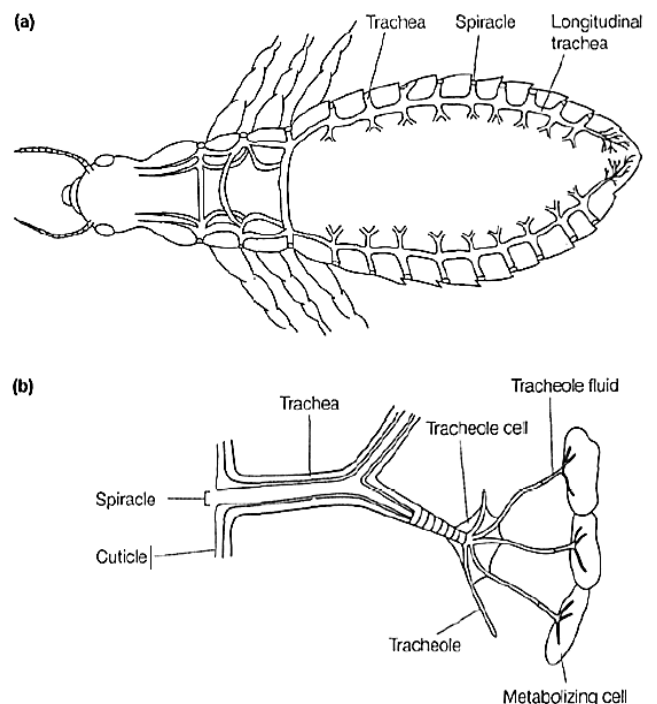 (a)
Trachea Spiracle Longitudinal
trachea
(b)
Tracheole fluid
Trachea
Tracheole cell
Spiracle
Cuticle
Tracheole
Metabolizing cell